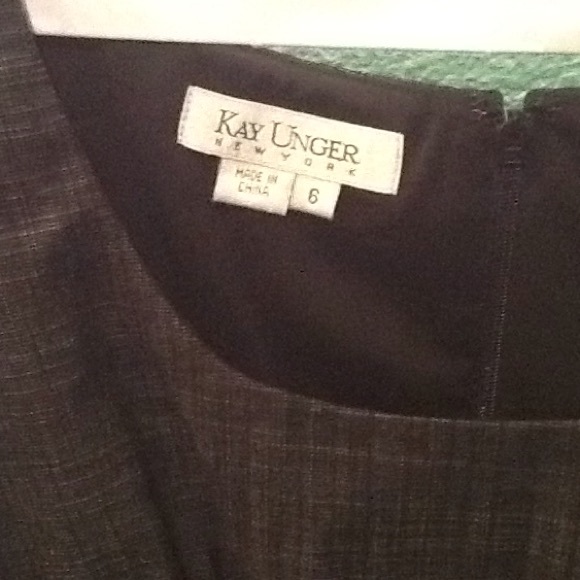 KAY UNGER
NEW YORK
MADE IN
CHINA
6